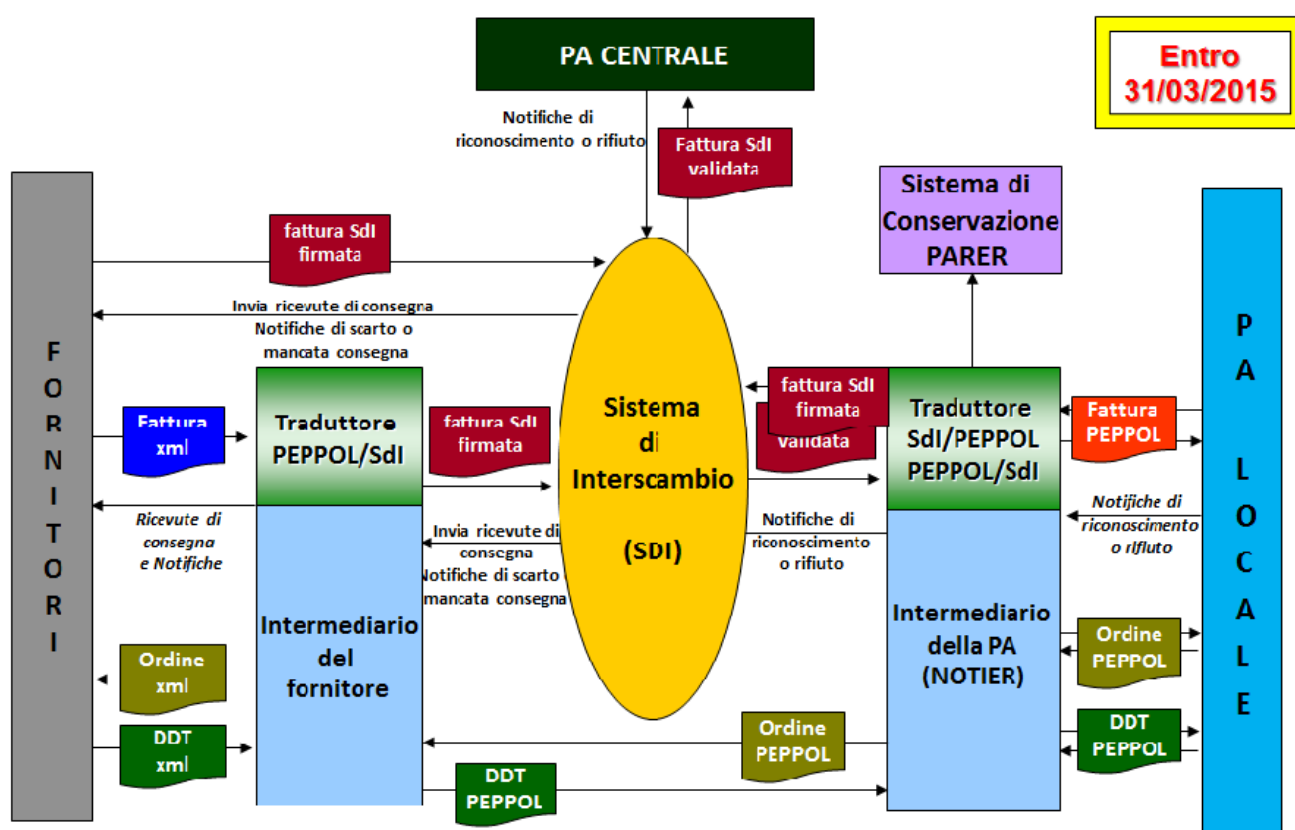 PA CENTRALE
Entro
31/03/2015
Notifiche di
riconoscimento o rifiuto
Fattura SdI
validata
Sistema di
Conservazione
PARER
fattura SdI
firmata
Invia ricevute di consegna
Notifiche di scarto o
mancata consegna
FORNITORI
PA LOCALE
Fattura
xml
Traduttore
PEPPOL/SdI
fattura SdI
firmata
Sistema
di
Interscambio
(SDI)
fattura SdI
firmata
validata
Traduttore
SdI/PEPPOL
PEPPOL/SdI
Fattura
PEPPOL
Ricevute di
consegna
e Notifiche
Invia ricevute di
consegna
Notifiche di scarto
mancata consegna
Notifiche di
riconoscimento
o rifiuto
Notifiche di
riconoscimento
o rifiuto
Intermediario
del
fornitore
Intermediario
della PA
(NOTIER)
Ordine
xml
Ordine
PEPPOL
DDT
xml
Ordine
PEPPOL
DDT
PEPPOL
DDT
PEPPOL